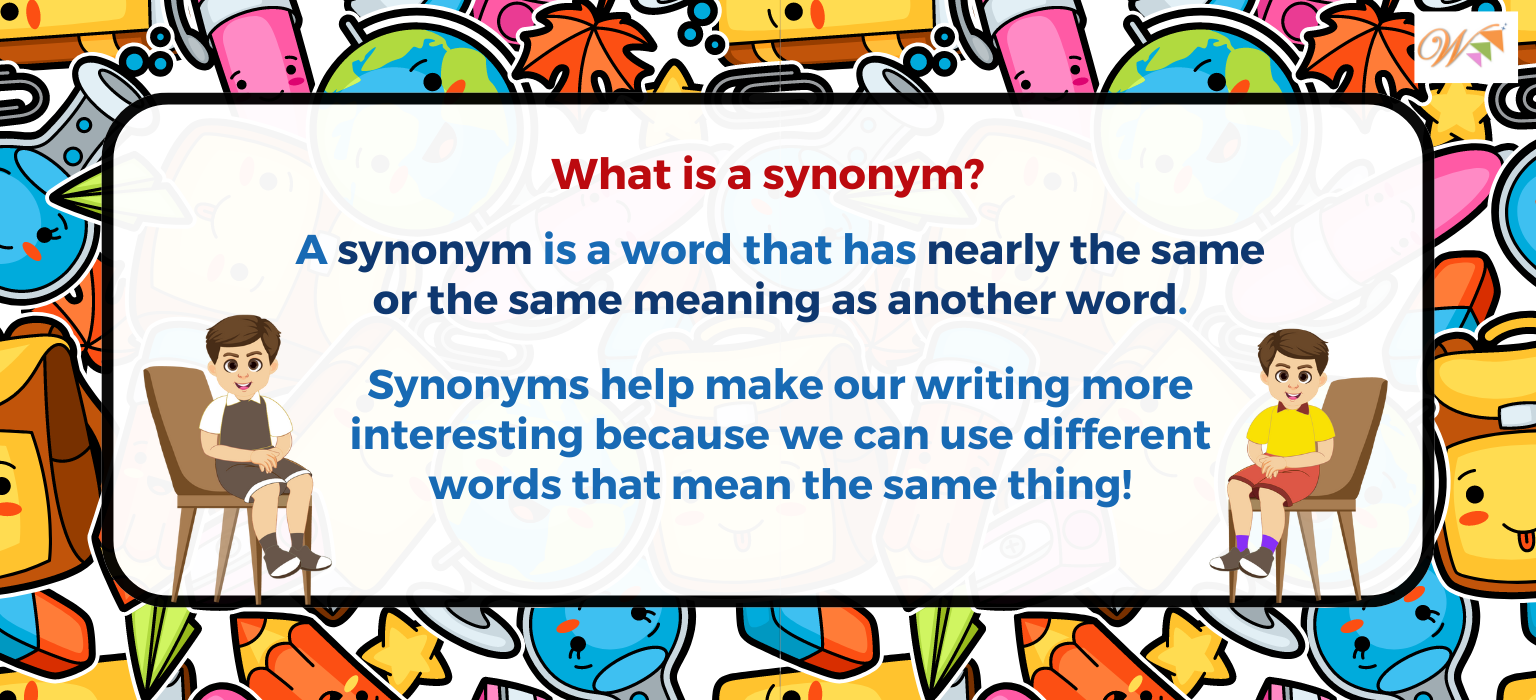 W
What is a synonym?
A synonym is a word that has nearly the same
or the same meaning as another word.
Synonyms help make our writing more
interesting because we can use different
words that mean the same thing!